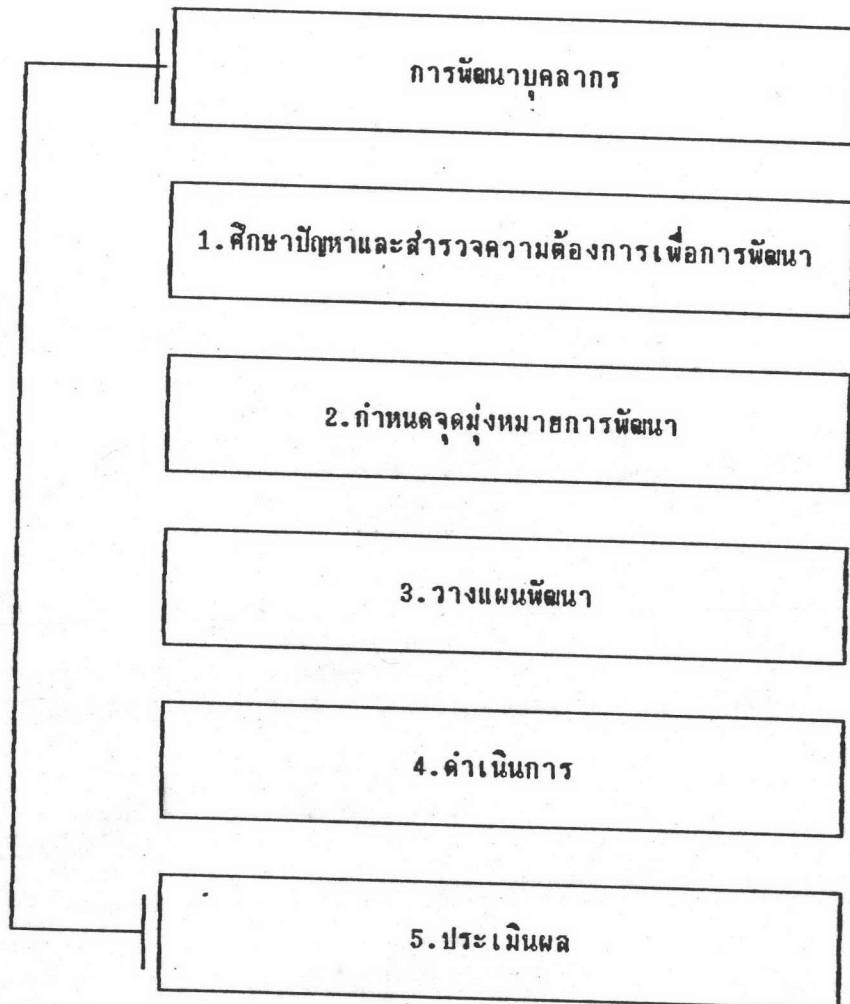 การพัฒนาบุคลากร
1.ศึกษาปัญหาและสำรวจความต้องการเพื่อการพัฒนา
2.กำหนดจุดมุ่งหมายการพัฒนา
3.วางแผนพัฒนา
4.ดำเนินการ
5.ประเมินผล